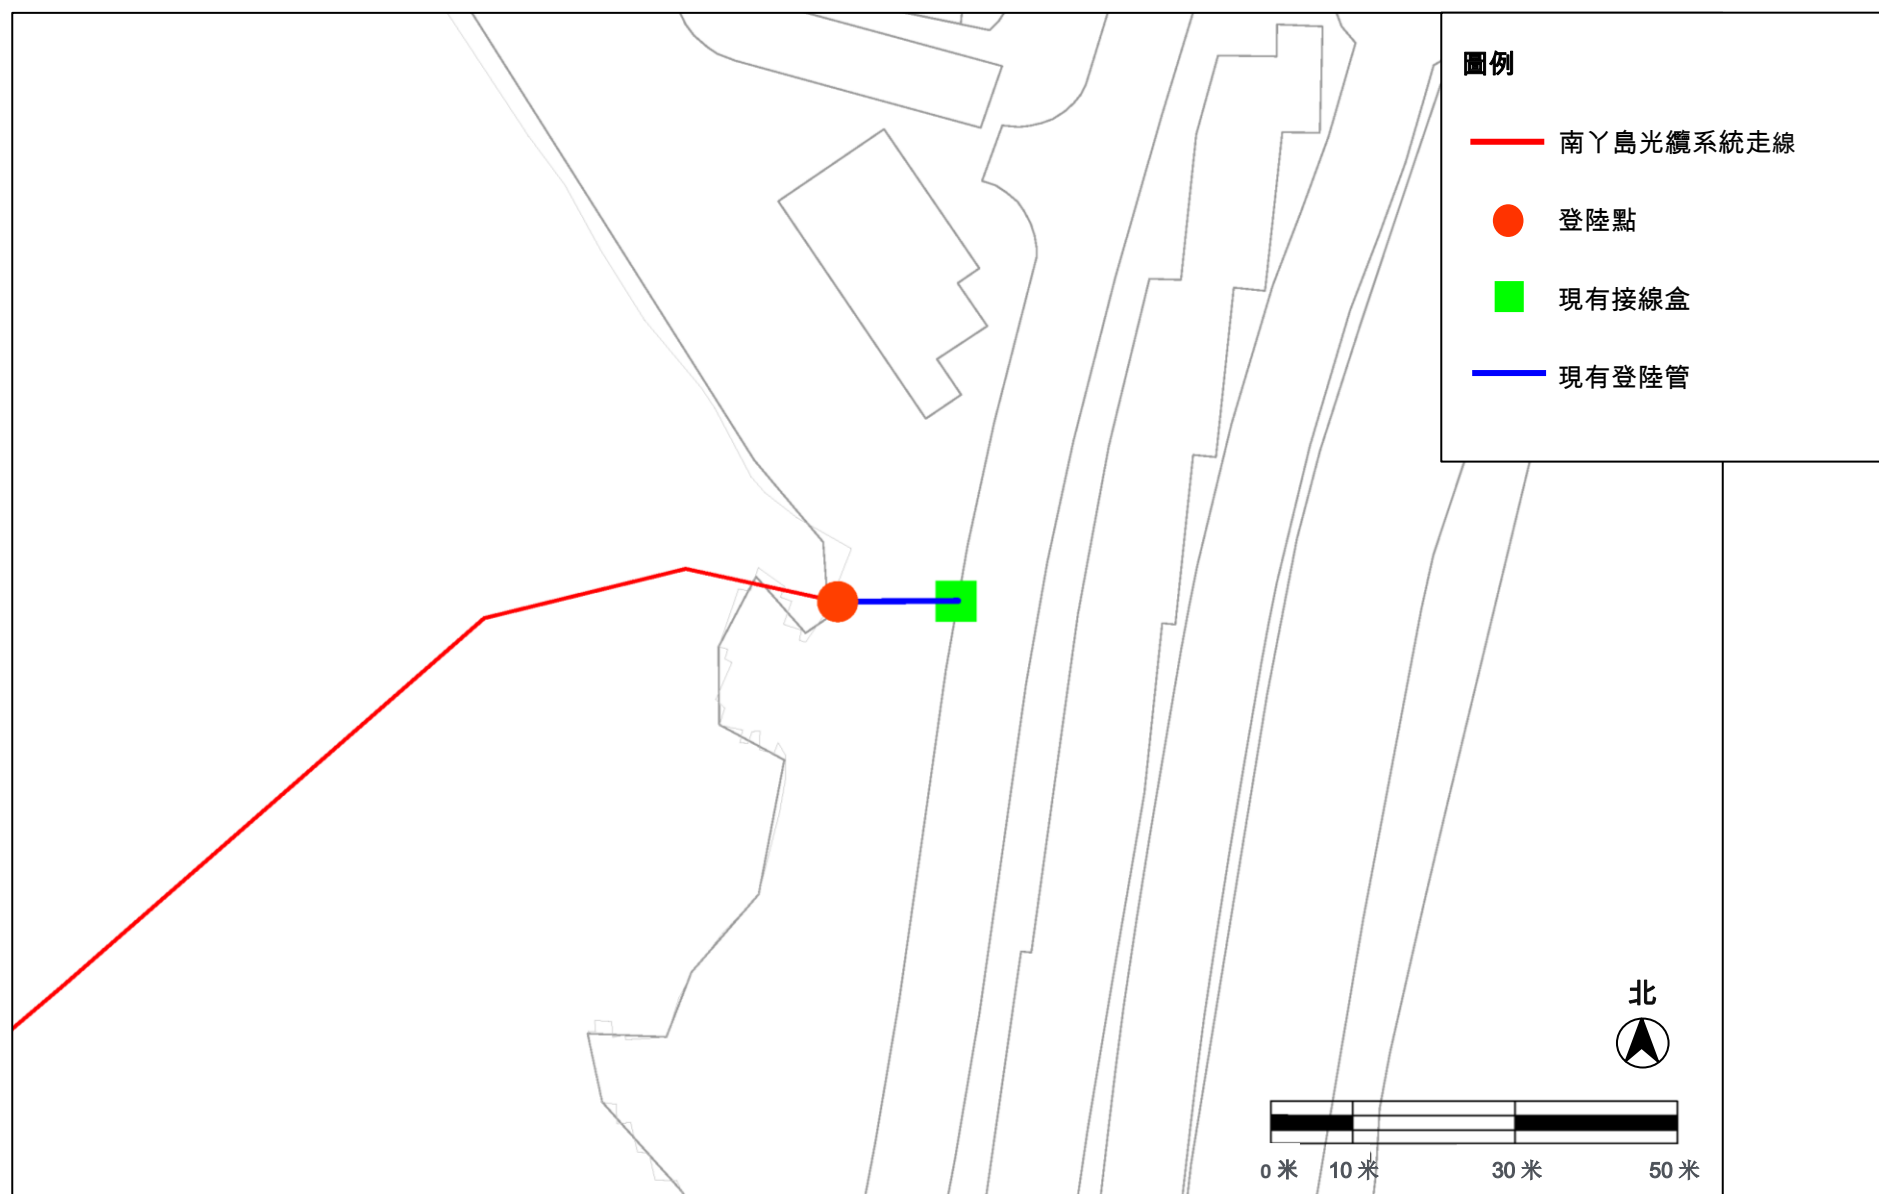 圖例
南丫島光纜系統走線
登陸點
現有接線盒
現有登陸管
北
0 米 10 米 30 米 50 米